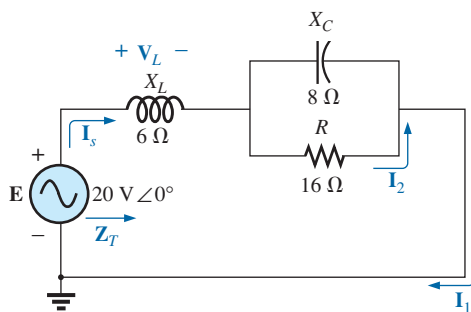 X_C
+ V_L −
X_L
8 Ω
I_s
6 Ω
R
+
16 Ω
I_2
E
20 V ∠0°
−
Z_T
I_1